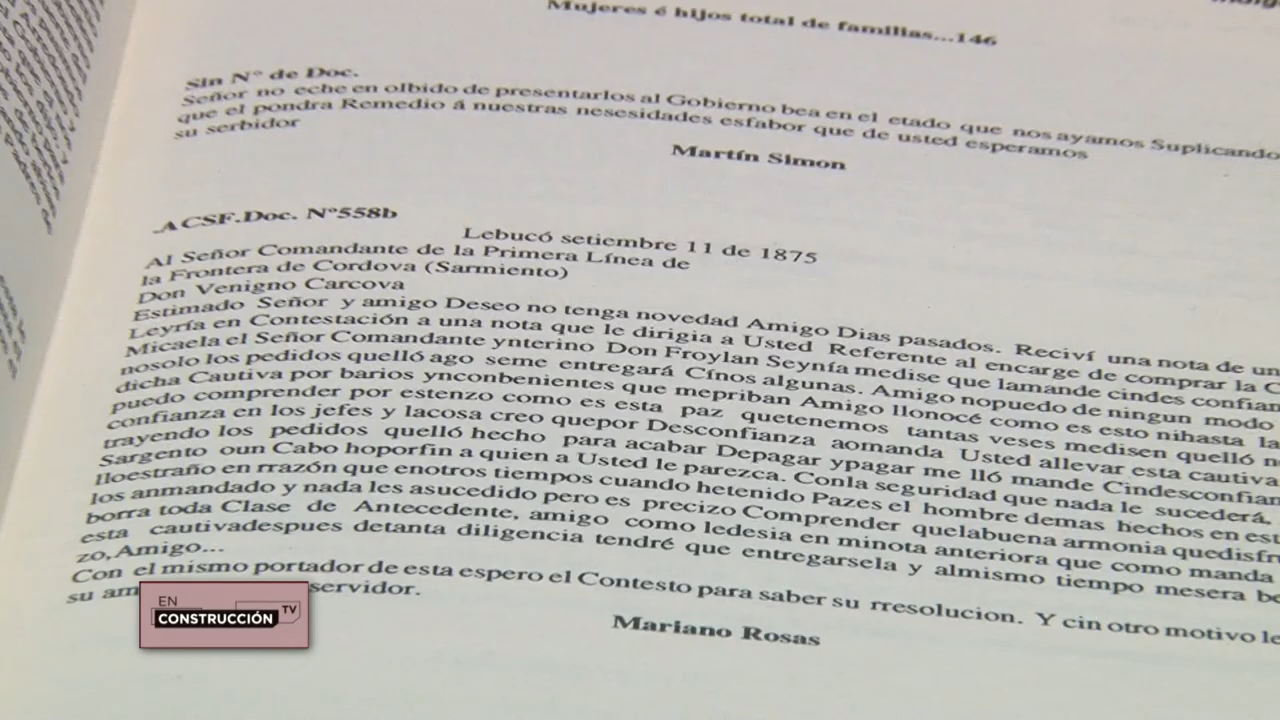 Mujeres é hijos total de familias...146
Sin N° de Doc.
Señor no eche en olbido de presentarlos al Gobierno bea en el etado que nos ayamos Suplicando
que el pondra Remedio á nuestras nesesidades esfabor que de usted esperamos
su serbidor
Martín Simon
ACSF.Doc. N°558b
Lebucó setiembre 11 de 1875
Al Señor Comandante de la Primera Línea de
la Frontera de Cordova (Sarmiento)
Don Venigno Carcova
Estimado Señor y amigo Deseo no tenga novedad Amigo Dias pasados. Reciví una nota de un
Leyría en Contestación a una nota que le dirigia a Usted Referente al encarge de comprar la C
Micaela el Señor Comandante ynterino Don Froylan Seynía medise que lamande cindes confian
nosolo los pedidos quelló ago seme entregará Cínos algunas. Amigo nopuedo de ningun modo
dicha Cautiva por barios ynconbenientes que mepriban Amigo llonocé como es esto nihasta la
puedo comprender por estenzo como es esta paz quetenemos tantas veses medisen quelló n
confianza en los jefes y lacosa creo quepor Desconfianza aomanda Usted allevar esta cautiva
trayendo los pedidos quelló hecho para acabar Depagar ypagar me lló mande Cindesconfian
Sargento oun Cabo hoporfin a quien a Usted le parezca. Conla seguridad que nada le sucederá,
lloestraño en rrazón que enotros tiempos cuando hetenido Pazes el hombre demas hechos en est
los anmandado y nada les asucedido pero es precizo Comprender quelabuena armonia quedisfr
borra toda Clase de Antecedente, amigo como ledesia en minota anteriora que como manda
esta cautivadespues detanta diligencia tendré que entregarsela y almismo tiempo mesera be
zo, Amigo...
Con el mismo portador de esta espero el Contesto para saber su rresolucion. Y cin otro motivo le
su am servidor.
Mariano Rosas
EN
CONSTRUCCIÓN TV